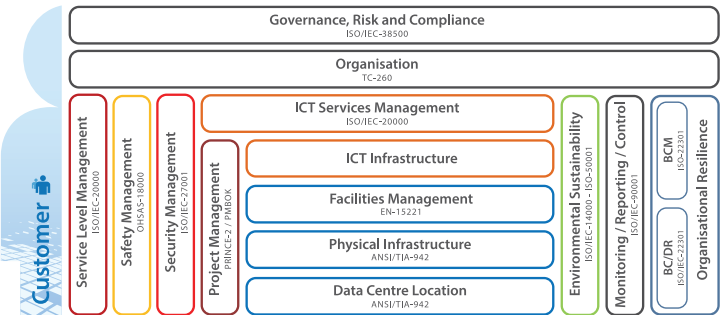 Governance, Risk and Compliance
ISO/IEC-38500
Organisation
TC-260
Customer
Service Level Management
ISO/IEC-20000
Safety Management
OHSAS-18000
Security Management
ISO/IEC-27001
ICT Services Management
ISO/IEC-20000
Project Management
PRINCE-2 / PMBOK
ICT Infrastructure
Facilities Management
EN-15221
Physical Infrastructure
ANSI/TIA-942
Data Centre Location
ANSI/TIA-942
Environmental Sustainability
ISO/IEC-14000 - ISO-50001
Monitoring / Reporting / Control
ISO/IEC-90001
BCM
ISO-22301
BC/DR
ISO/IEC-22301
Organisational Resilience